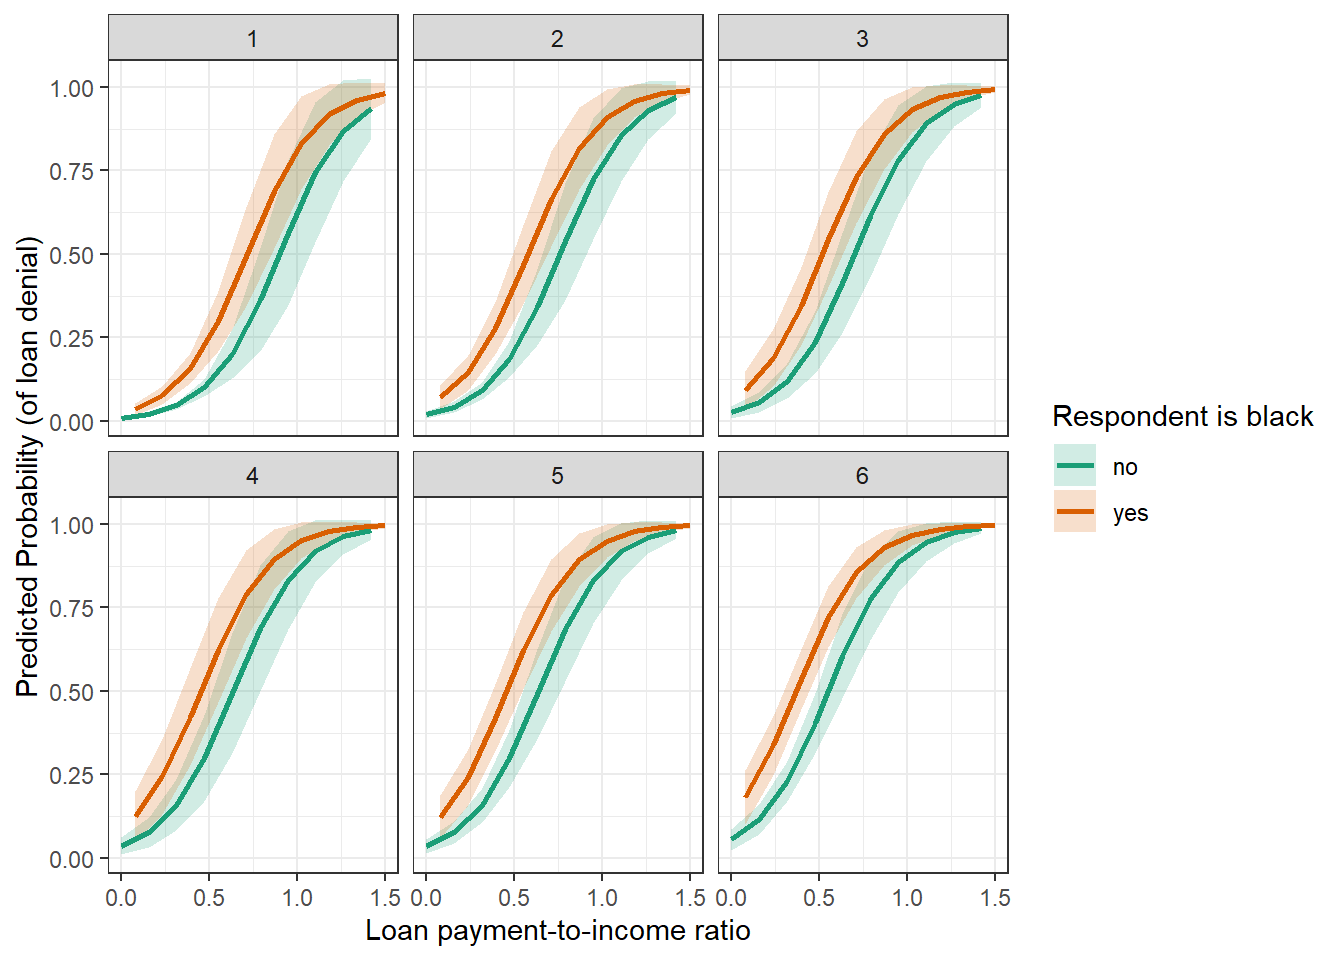 1 2 3
1.00
0.75
0.50
0.25
0.00
4 5 6
1.00
0.75
0.50
0.25
0.00
0.0 0.5 1.0 1.5 0.0 0.5 1.0 1.5 0.0 0.5 1.0 1.5
Loan payment-to-income ratio
Predicted Probability (of loan denial)
Respondent is black
no
yes